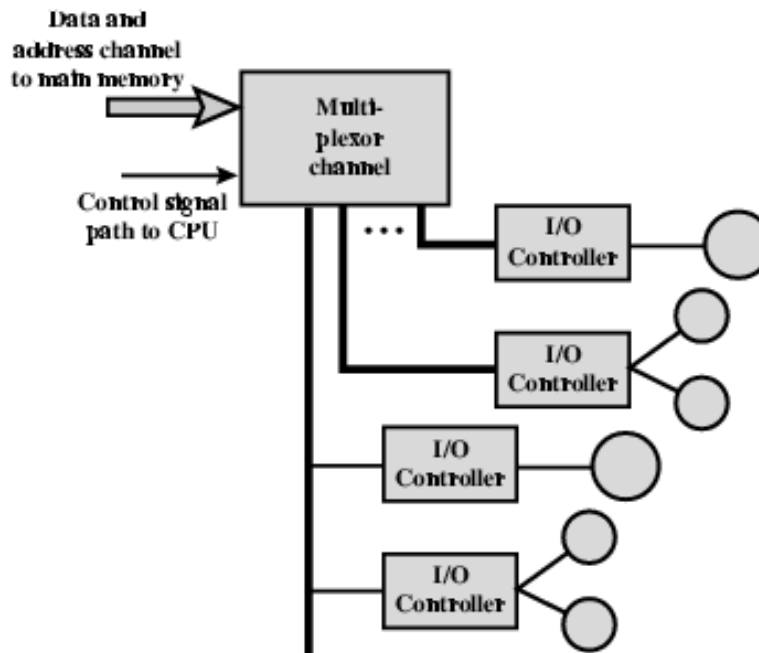 Data and
address channel
to main memory
Multi-
plexor
channel
Control signal
path to CPU
...
I/O
Controller
I/O
Controller
I/O
Controller
I/O
Controller